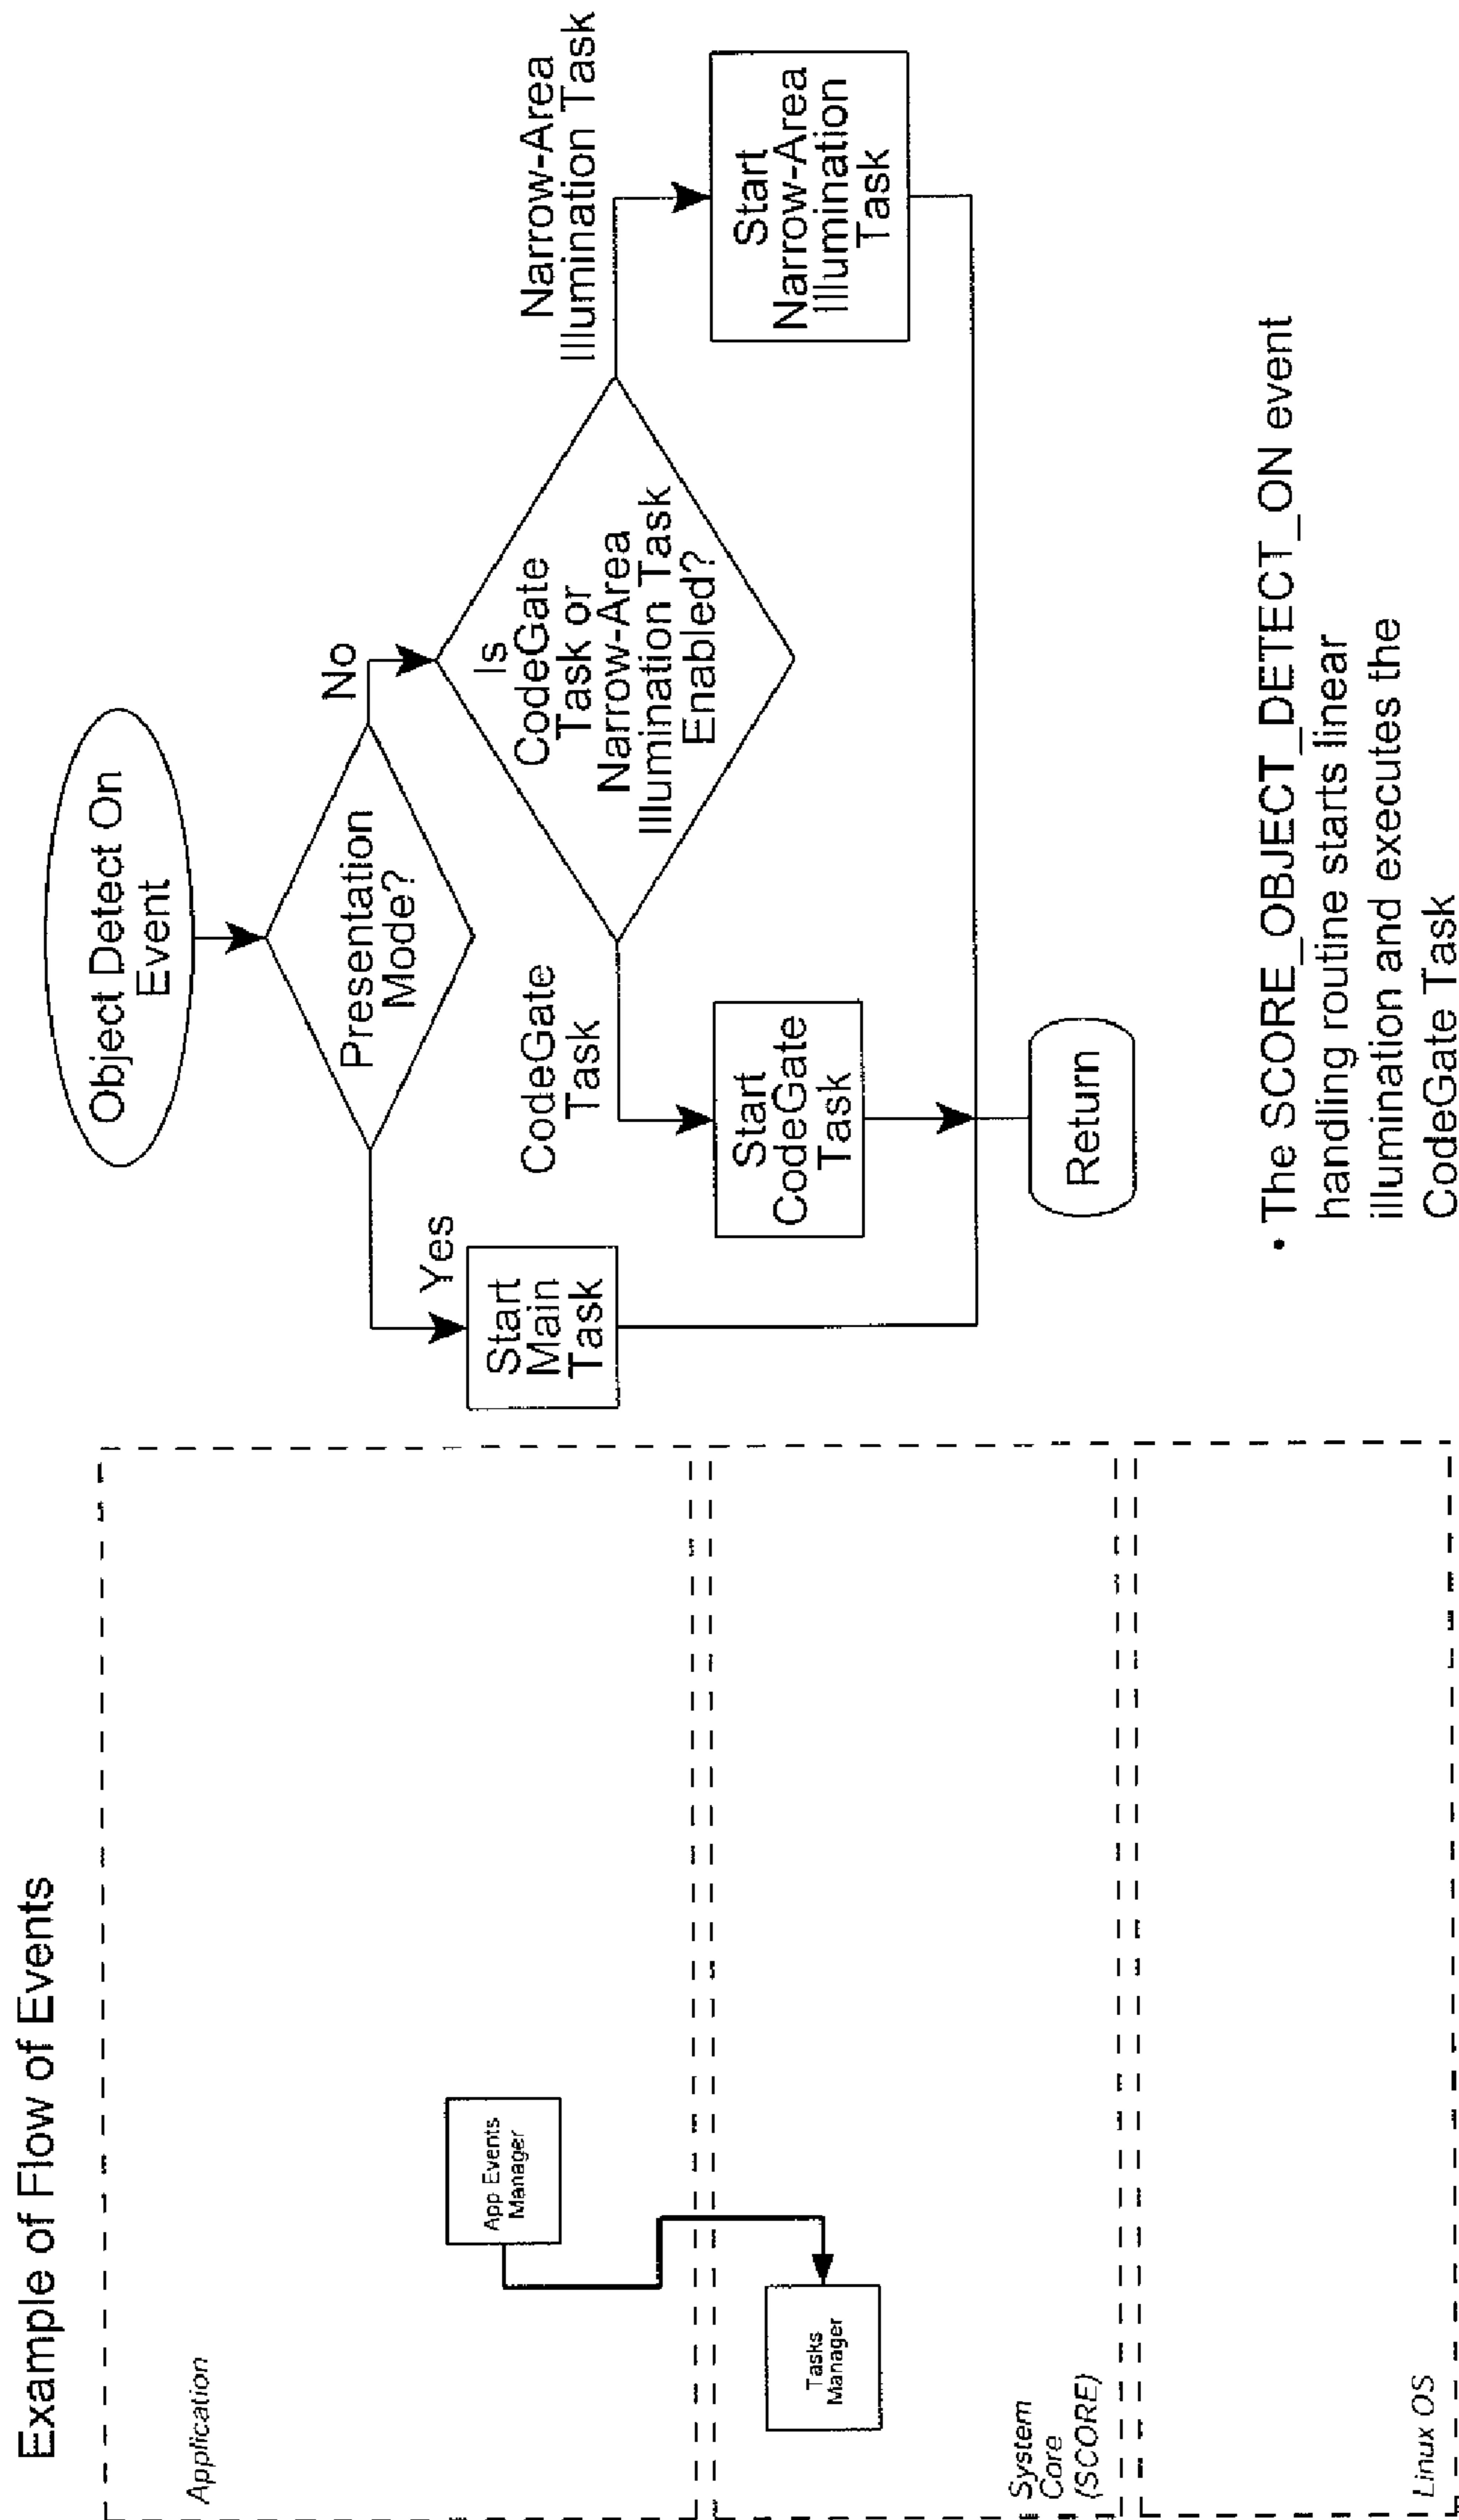 Example of Flow of Events
Application
App Events
Manager
Tasks
Manager
System
Core
(SCORE)
Linux OS
Object Detect On
Event
Presentation
Mode?
Yes
No
Start
Main
Task
Is
CodeGate
Task or
Narrow-Area
Illumination Task
Enabled?
CodeGate
Task
Narrow-Area
Illumination Task
Start
CodeGate
Task
Start
Narrow-Area
Illumination
Task
Return
• The SCORE_OBJECT_DETECT_ON event
handling routine starts linear
illumination and executes the
CodeGate Task